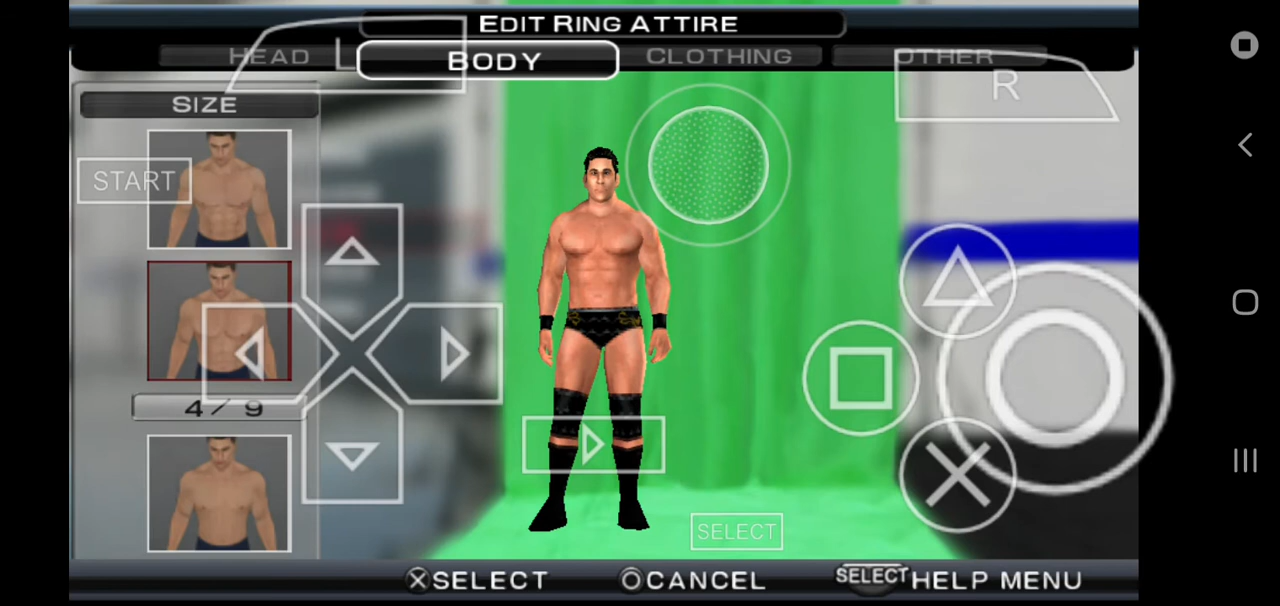 EDIT RING ATTIRE
HEAD
L
BODY
CLOTHING
OTHER
R
SIZE
START
4/9
SELECT
SELECT
CANCEL
SELECT
HELP MENU